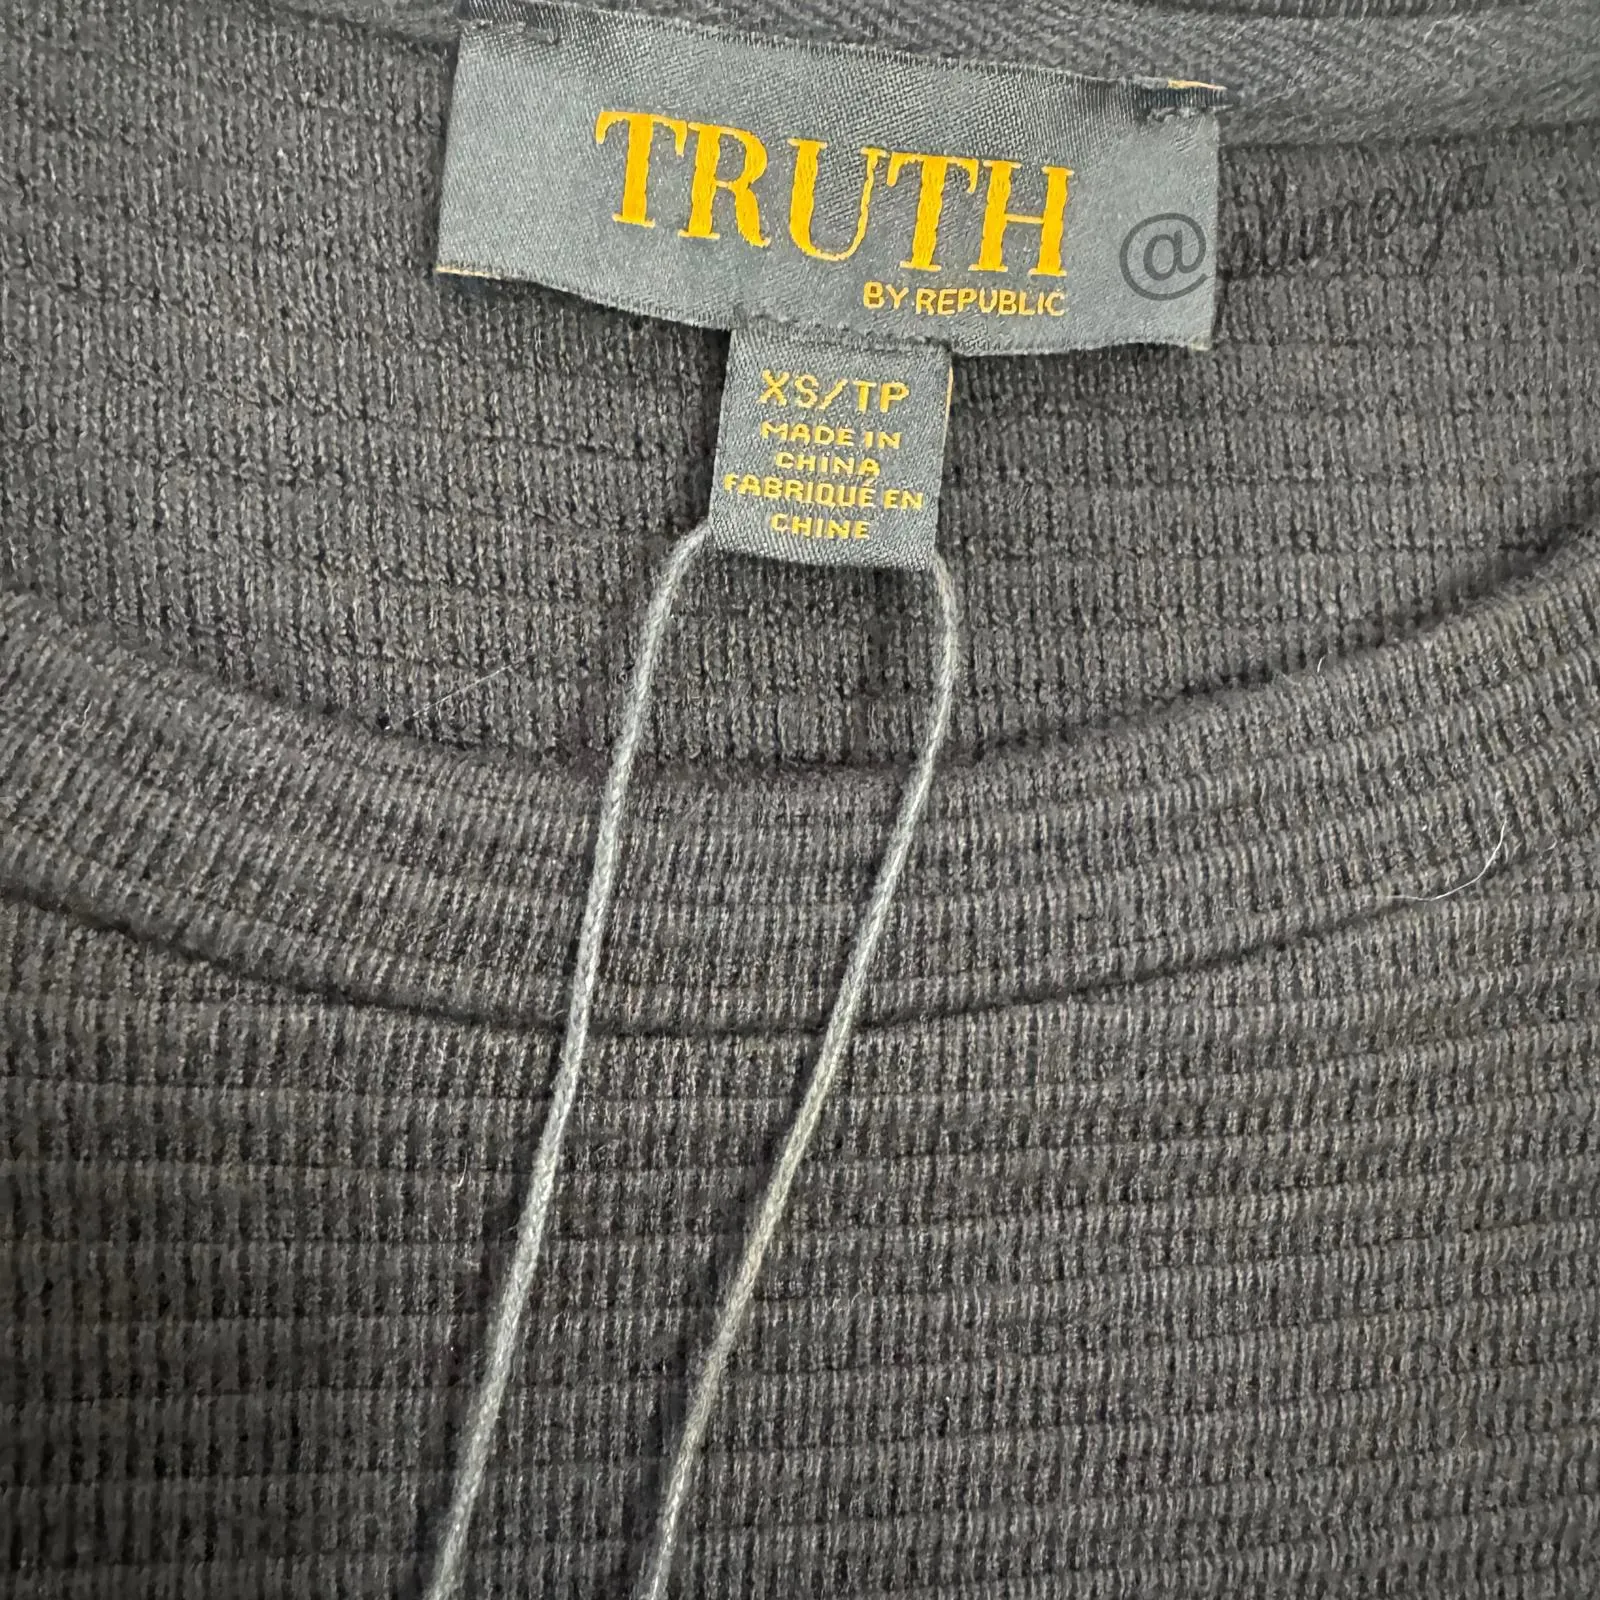 TRUTH
BY REPUBLIC
XS/TP
MADE IN
CHINA
FABRIQUÉ EN
CHINE